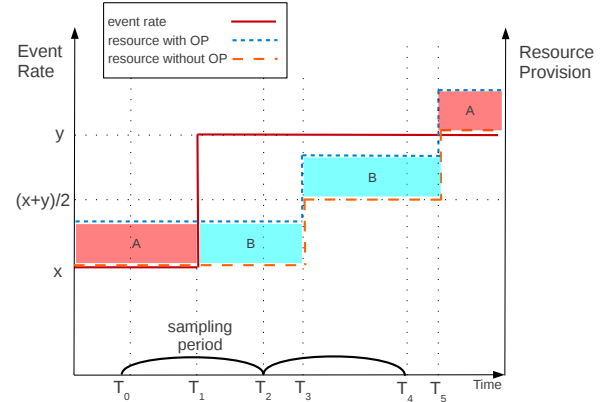 event rate
resource with OP
resource without OP
Event
Rate
Resource
Provision
y
(x+y)/2
x
A
B
B
A
sampling
period
T0
T1
T2
T3
T4
T5
Time